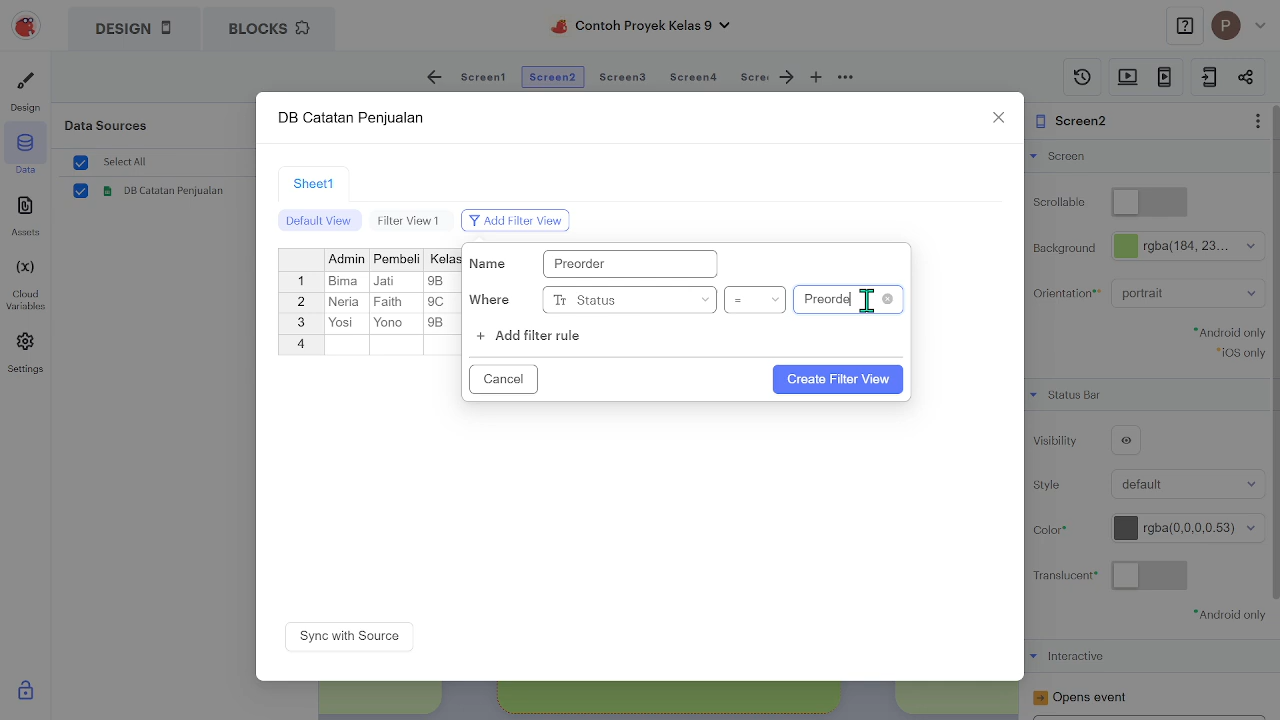 DESIGN
BLOCKS
Contoh Proyek Kelas 9
P
Screen1
Screen2
Screen3
Screen4
Scre
Design
Data
Assets
(x)
Cloud
Variables
Settings
Data Sources
Select All
DB Catatan Penjualan
DB Catatan Penjualan
Sheet1
Default View
Filter View 1
Add Filter View
Admin Pembeli Kelas
1 Bima Jati 9B
2 Neria Faith 9C
3 Yosi Yono 9B
4
Name Preorder
Where Tт Status = Preorde
+ Add filter rule
Cancel
Create Filter View
Sync with Source
Screen2
Screen
Scrollable
Background rgba(184, 23...
Orientation** portrait
*Android only
*iOS only
Status Bar
Visibility
Style default
Color* rgba(0,0,0,0.53)
Translucent*
*Android only
Interactive
Opens event